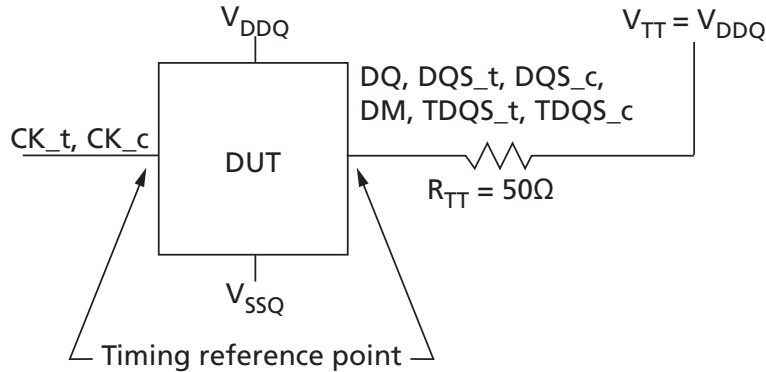 V_DDQ
V_TT = V_DDQ
DQ, DQS_t, DQS_c,
DM, TDQS_t, TDQS_c
CK_t, CK_c
DUT
R_TT = 50Ω
V_SSQ
Timing reference point